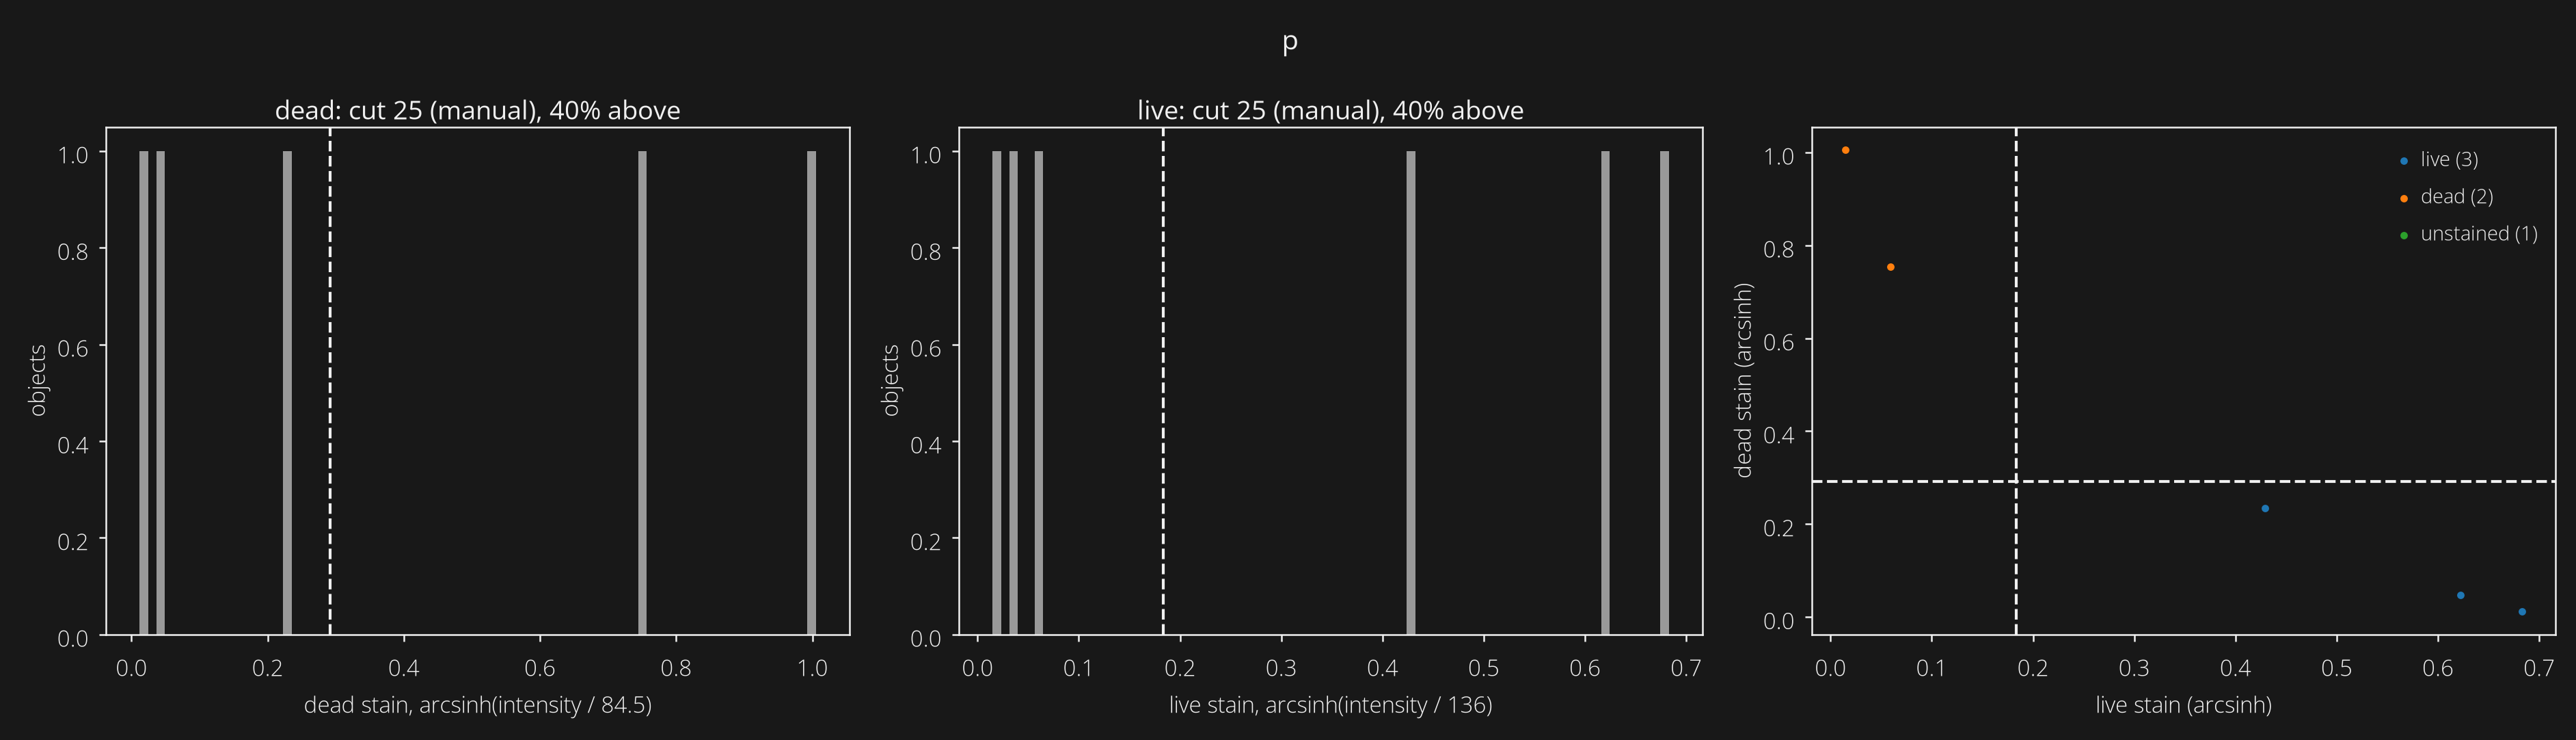 p
dead: cut 25 (manual), 40% above
objects
1.0
0.8
0.6
0.4
0.2
0.0
0.0 0.2 0.4 0.6 0.8 1.0
dead stain, arcsinh(intensity / 84.5)
live: cut 25 (manual), 40% above
objects
1.0
0.8
0.6
0.4
0.2
0.0
0.0 0.1 0.2 0.3 0.4 0.5 0.6 0.7
live stain, arcsinh(intensity / 136)
dead stain (arcsinh)
1.0
0.8
0.6
0.4
0.2
0.0
live (3)
dead (2)
unstained (1)
0.0 0.1 0.2 0.3 0.4 0.5 0.6 0.7
live stain (arcsinh)